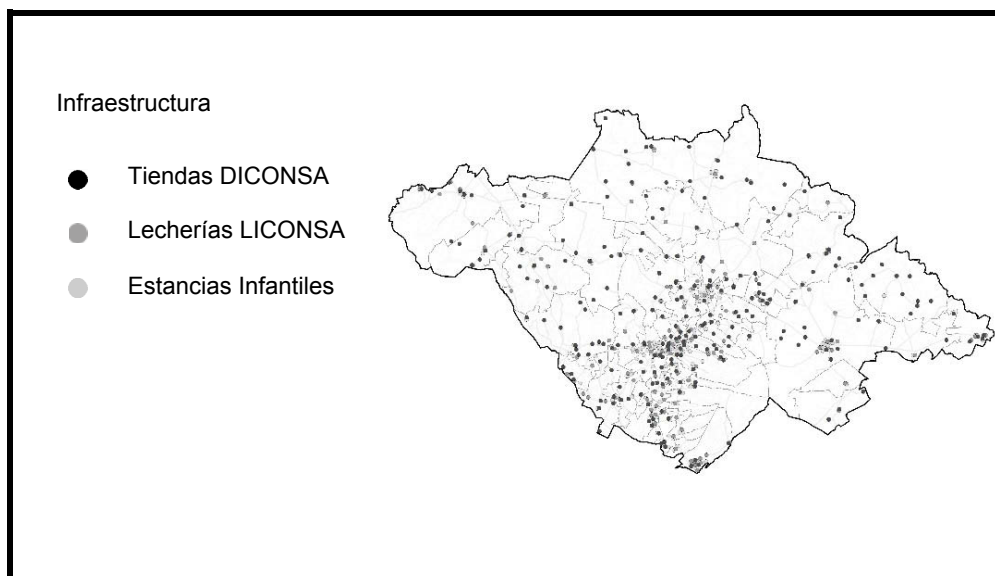 Infraestructura
Tiendas DICONSA
Lecherías LICONSA
Estancias Infantiles